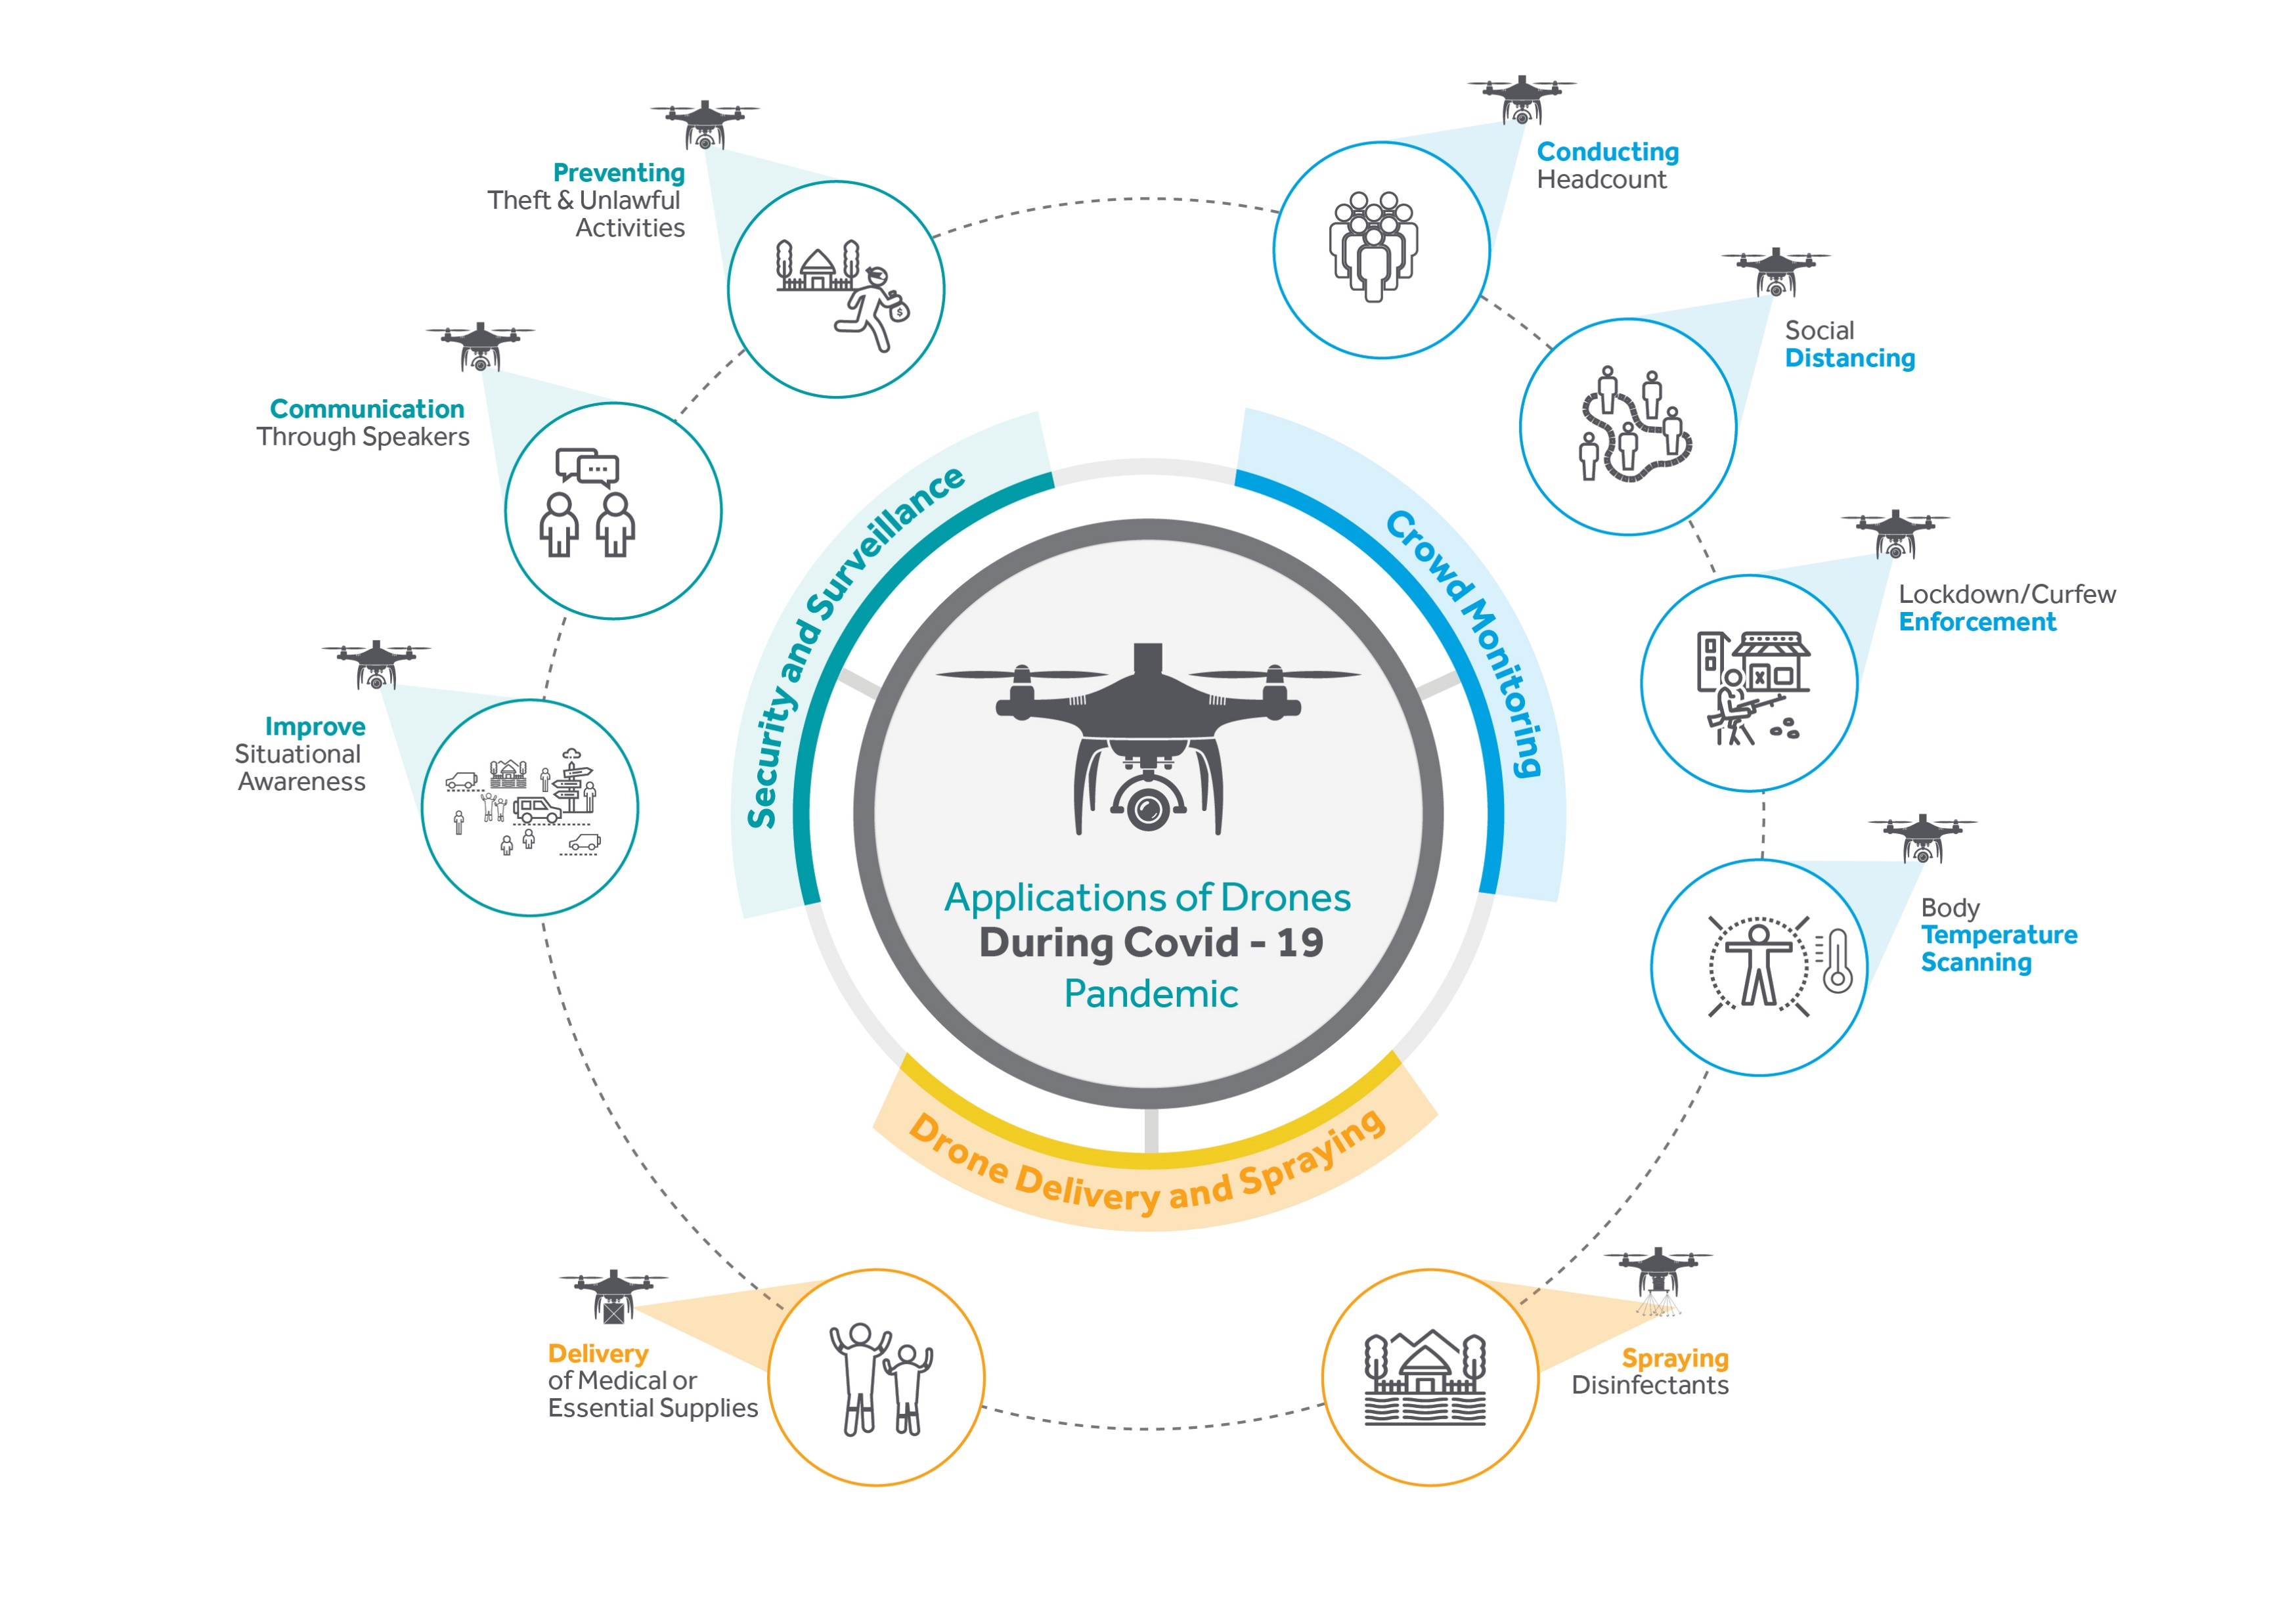 Preventing
Theft & Unlawful
Activities
Communication
Through Speakers
Improve
Situational
Awareness
Security and Surveillance
Conducting
Headcount
Social
Distancing
Lockdown/Curfew
Enforcement
Body
Temperature
Scanning
Crowd Monitoring
Applications of Drones
During Covid - 19
Pandemic
Drone Delivery and Spraying
Delivery
of Medical or
Essential Supplies
Spraying
Disinfectants
$